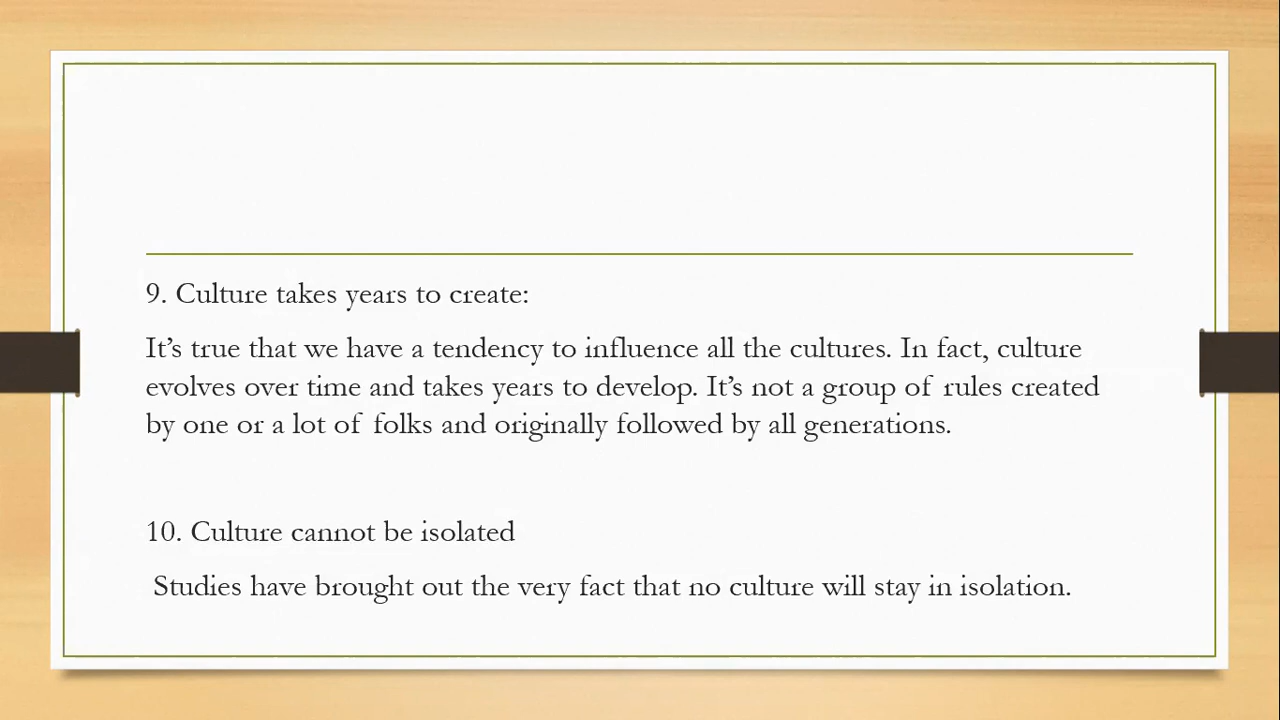 9. Culture takes years to create:
It’s true that we have a tendency to influence all the cultures. In fact, culture
evolves over time and takes years to develop. It’s not a group of rules created
by one or a lot of folks and originally followed by all generations.
10. Culture cannot be isolated
Studies have brought out the very fact that no culture will stay in isolation.